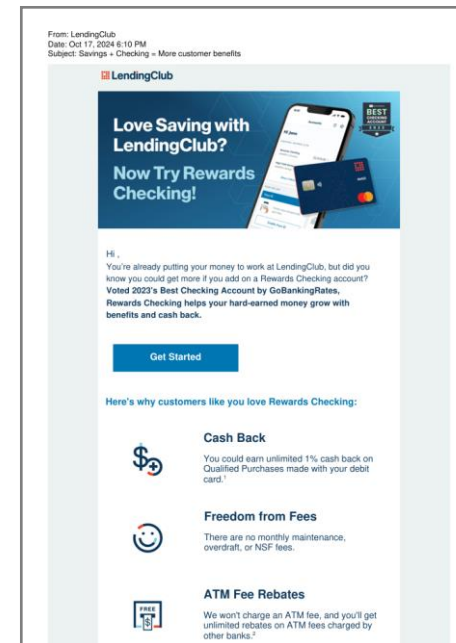 From: LendingClub
Date: Oct 17, 2024 6:10 PM
Subject: Savings + Checking = More customer benefits
LendingClub
Love Saving with
LendingClub?
Now Try Rewards
Checking!
BEST
CHECKING
ACCOUNT
2023
Hi ,
You're already putting your money to work at LendingClub, but did you
know you could get more if you add on a Rewards Checking account?
Voted 2023's Best Checking Account by GoBankingRates,
Rewards Checking helps your hard-earned money grow with
benefits and cash back.
Get Started
Here's why customers like you love Rewards Checking:
Cash Back
You could earn unlimited 1% cash back on
Qualified Purchases made with your debit
card.¹
Freedom from Fees
There are no monthly maintenance,
overdraft, or NSF fees.
FREE
$
ATM Fee Rebates
We won't charge an ATM fee, and you'll get
unlimited rebates on ATM fees charged by
other banks.²